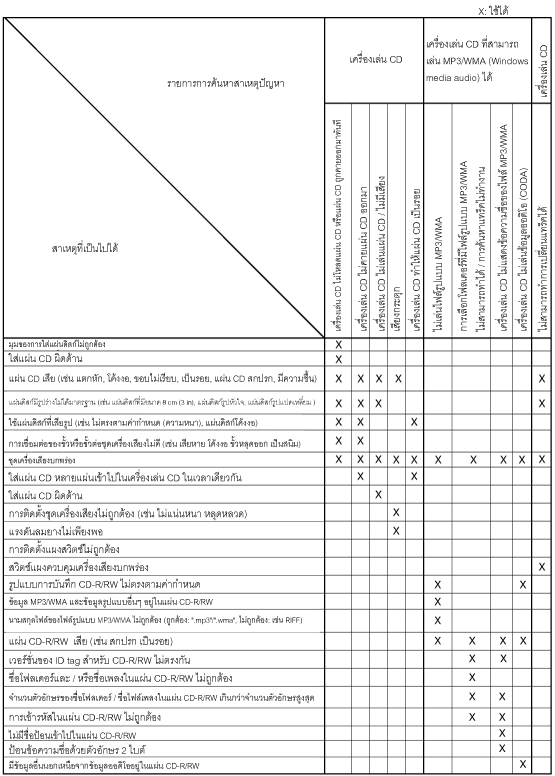 X: ใช้ได้
เครื่องเล่น CD
เครื่องเล่น CD ที่สามารถ
เล่น MP3/WMA (Windows
media audio) ได้
เครื่องเล่น CD
รายการการค้นหาสาเหตุปัญหา
สาเหตุที่เป็นไปได้
เครื่องเล่น CD ไม่โหลดแผ่น CD หรือแผ่น CD ถูกคายออกมาทันที
เครื่องเล่น CD ไม่คายแผ่น CD ออกมา
เครื่องเล่น CD ไม่เล่นแผ่น CD / ไม่มีเสียง
เสียงกระตุก
เครื่องเล่น CD ทำให้แผ่น CD เป็นรอย
ไม่เล่นไฟล์รูปแบบ MP3/WMA
การเลือกโฟลเดอร์ที่มีไฟล์รูปแบบ MP3/WMA
ไม่สามารถทำได้ / การค้นหาแทร็คไม่ทำงาน
เครื่องเล่น CD ไม่แสดงข้อความชื่อของไฟล์ MP3/WMA
เครื่องเล่น CD ไม่เล่นข้อมูลออดิโอ (CODA)
ไม่สามารถทำการเปลี่ยนแทร็คได้
มุมของการใส่แผ่นดิสก์ไม่ถูกต้อง X
ใส่แผ่น CD ผิดด้าน X
แผ่น CD เสีย (เช่น แตกหัก, โค้งงอ, ขอบไม่เรียบ, เป็นรอย, แผ่น CD สกปรก, มีความชื้น) X X X X X
แผ่นดิสก์มีรูปร่างไม่ได้มาตรฐาน (เช่น แผ่นดิสก์ที่มีขนาด 8 cm (3 in), แผ่นดิสก์รูปหัวใจ, แผ่นดิสก์รูปแปดเหลี่ยม ) X X X X
ใช้แผ่นดิสก์ที่เสียรูป (เช่น ไม่ตรงตามค่ากำหนด (ความหนา), แผ่นดิสก์โค้งงอ) X X X
การเชื่อมต่อของขั้วหรือขั้วต่อชุดเครื่องเสียงไม่ดี (เช่น เสียหาย โค้งงอ ขั้วหลุดออก เป็นสนิม) X X
ชุดเครื่องเสียงบกพร่อง X X X X X X X X X X
ใส่แผ่น CD หลายแผ่นเข้าไปในเครื่องเล่น CD ในเวลาเดียวกัน X X
ใส่แผ่น CD ผิดด้าน X
การติดตั้งชุดเครื่องเสียงไม่ถูกต้อง (เช่น ไม่แน่นหนา หลุดหลวม) X
แรงดันลมยางไม่เพียงพอ X
การติดตั้งแผงสวิตช์ไม่ถูกต้อง
สวิตช์แผงควบคุมเครื่องเสียงบกพร่อง X
รูปแบบการบันทึก CD-R/RW ไม่ตรงตามค่ากำหนด X X
ข้อมูล MP3/WMA และข้อมูลรูปแบบอื่นๆ อยู่ในแผ่น CD-R/RW X
นามสกุลไฟล์ของไฟล์รูปแบบ MP3/WMA ไม่ถูกต้อง (ถูกต้อง: ".mp3"/".wma", ไม่ถูกต้อง: เช่น RIFF) X
แผ่น CD-R/RW เสีย (เช่น สกปรก เป็นรอย) X X X X
เวอร์ชั่นของ ID tag สำหรับ CD-R/RW ไม่ตรงกัน X X
ชื่อโฟลเดอร์และ / หรือชื่อเพลงในแผ่น CD-R/RW ไม่ถูกต้อง X
จำนวนตัวอักษรของชื่อโฟลเดอร์ / ชื่อไฟล์เพลงในแผ่น CD-R/RW เกินกว่าจำนวนตัวอักษรสูงสุด X X
การเข้ารหัสในแผ่น CD-R/RW ไม่ถูกต้อง X X
ไม่มีชื่อป้อนเข้าไปในแผ่น CD-R/RW X
ป้อนข้อความชื่อด้วยตัวอักษร 2 ไบต์ X
มีข้อมูลอื่นนอกเหนือจากข้อมูลออดิโออยู่ในแผ่น CD-R/RW X